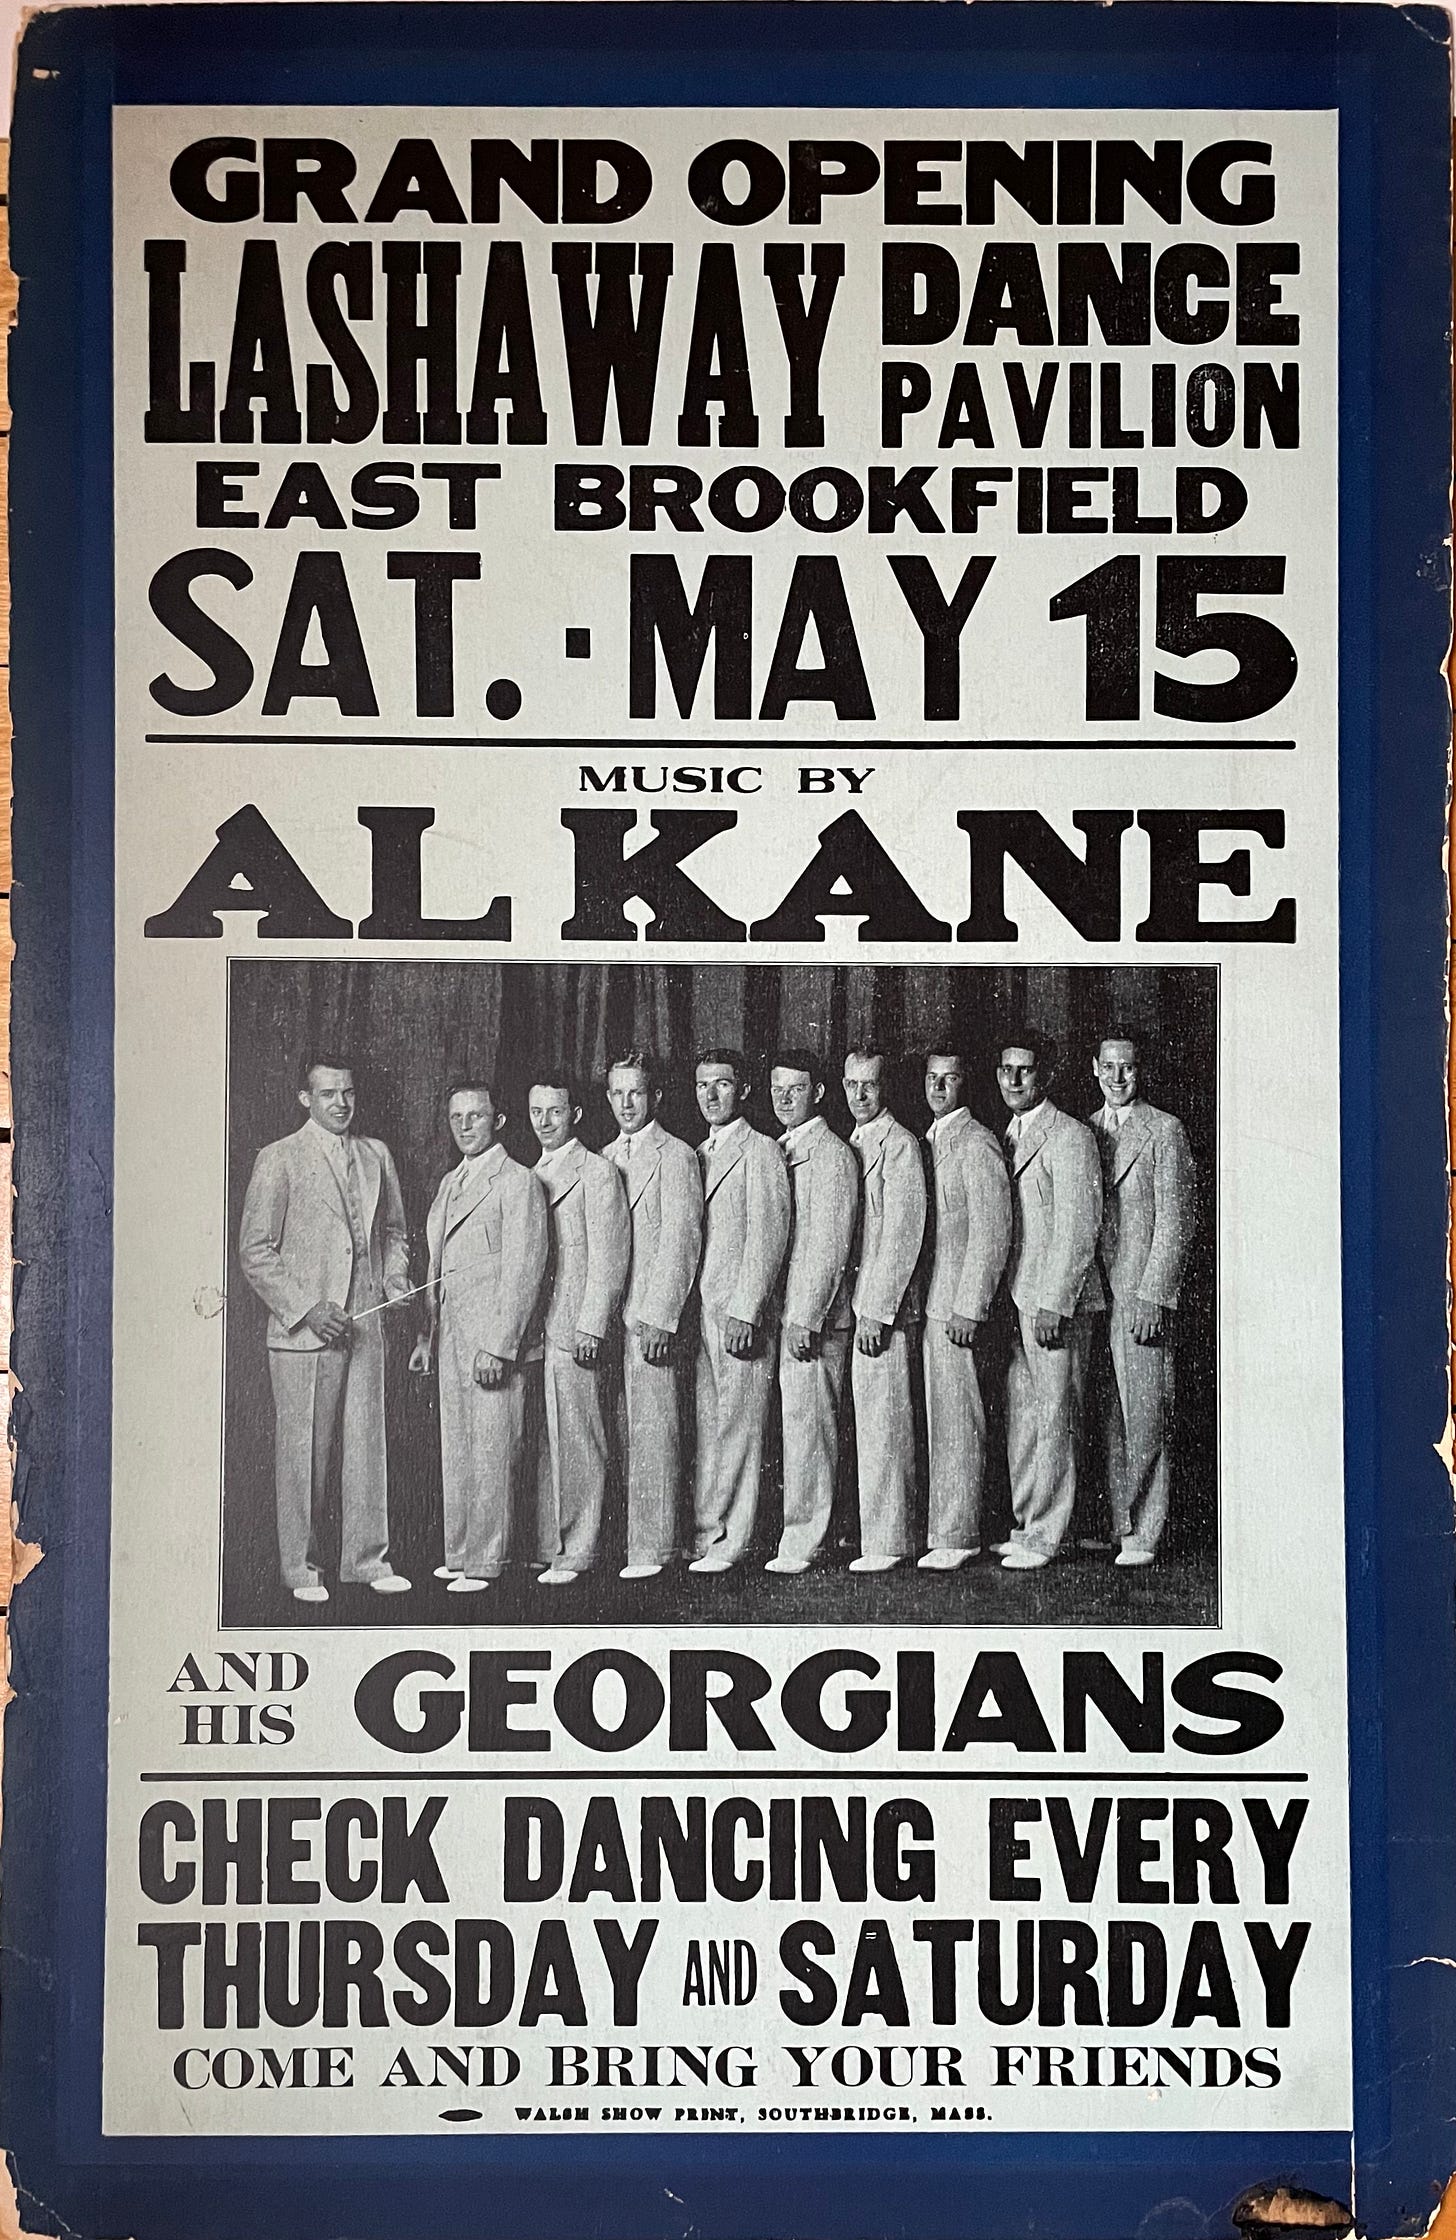 GRAND OPENING
LASHAWAY DANCE PAVILION
EAST BROOKFIELD
SAT. · MAY 15
MUSIC BY
AL KANE
AND HIS GEORGIANS
CHECK DANCING EVERY
THURSDAY AND SATURDAY
COME AND BRING YOUR FRIENDS
WALSH SHOW PRINT, SOUTHBRIDGE, MASS.